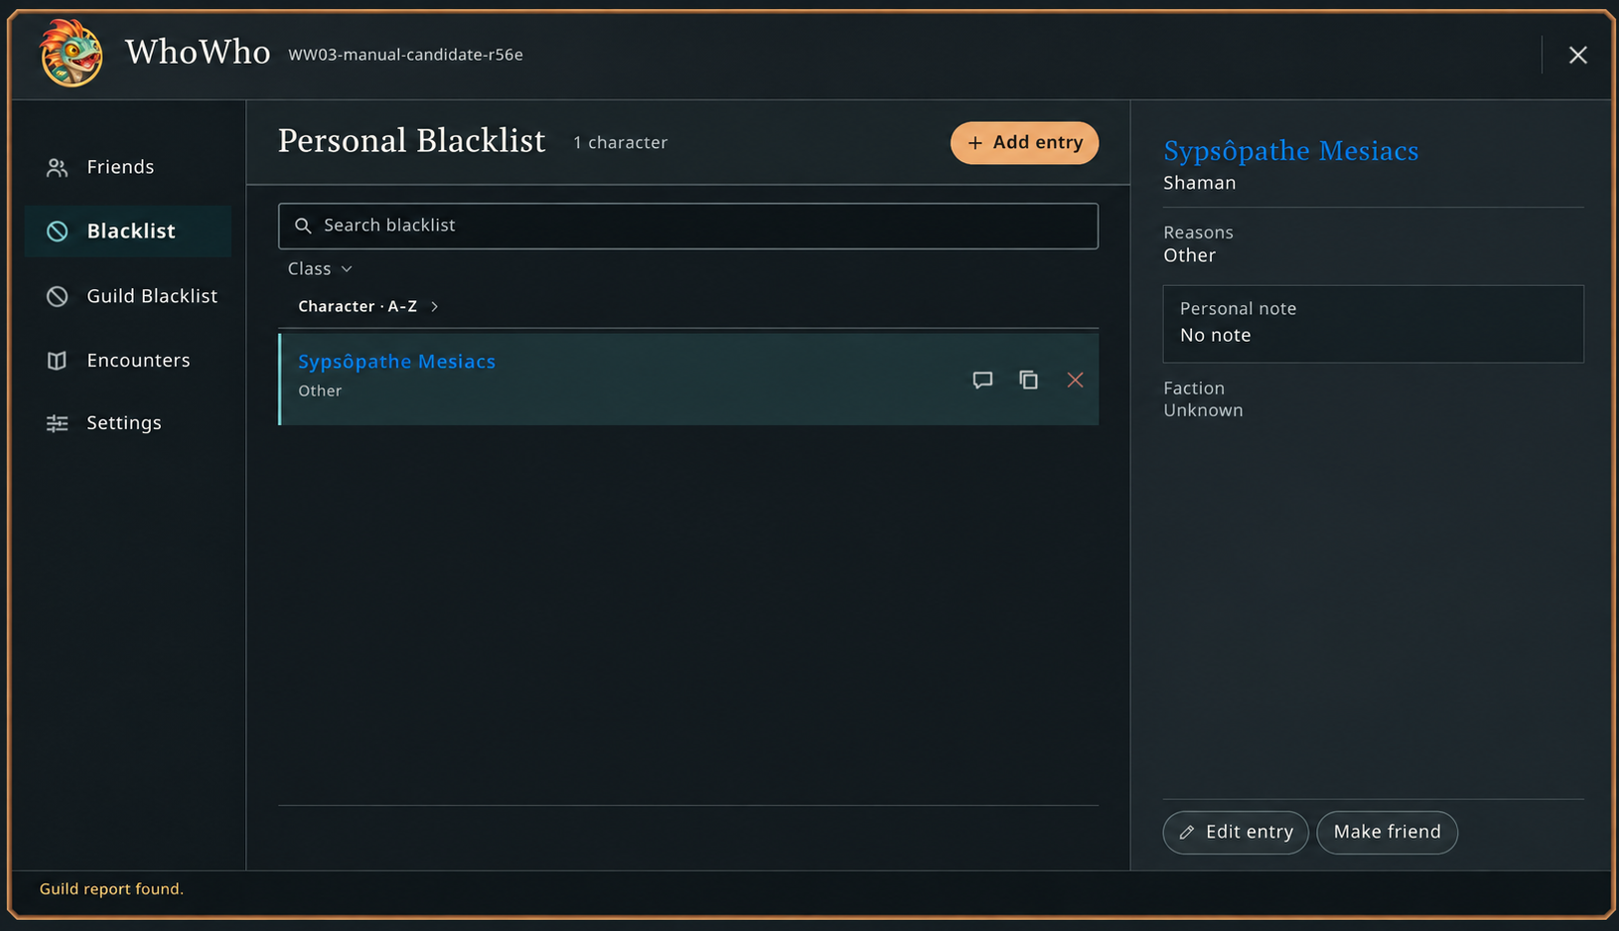 WhoWho WW03-manual-candidate-r56e
Friends
Blacklist
Guild Blacklist
Encounters
Settings
Personal Blacklist 1 character
+ Add entry
Search blacklist
Class
Character · A-Z
Sypsôpathe Mesiacs
Other
Sypsôpathe Mesiacs
Shaman
Reasons
Other
Personal note
No note
Faction
Unknown
Edit entry
Make friend
Guild report found.